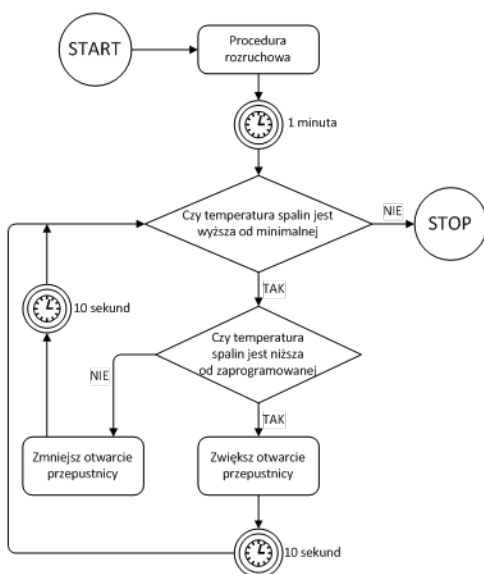 START
Procedura
rozruchowa
1 minuta
Czy temperatura spalin jest
wyższa od minimalnej
NIE
STOP
TAK
10 sekund
Czy temperatura
spalin jest niższa
od zaprogramowanej
NIE
TAK
Zmniejsz otwarcie
przepustnicy
Zwiększ otwarcie
przepustnicy
10 sekund